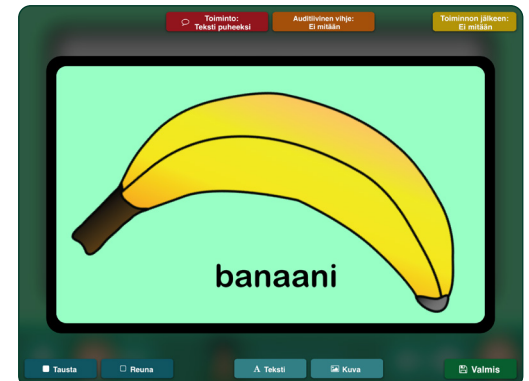 Toiminto:
Teksti puheeksi
Auditiivinen vihje:
Ei mitään
Toiminnon jälkeen:
Ei mitään
banaani
Tausta
Reuna
A Teksti
Kuva
Valmis